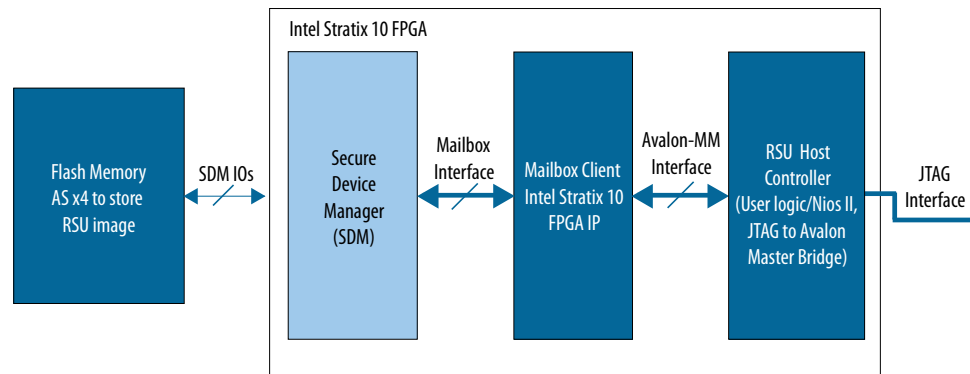 Intel Stratix 10 FPGA
Flash Memory
AS x4 to store
RSU image
SDM IOs
Secure
Device
Manager
(SDM)
Mailbox
Interface
Mailbox Client
Intel Stratix 10
FPGA IP
Avalon-MM
Interface
RSU Host
Controller
(User logic/Nios II,
JTAG to Avalon
Master Bridge)
JTAG
Interface